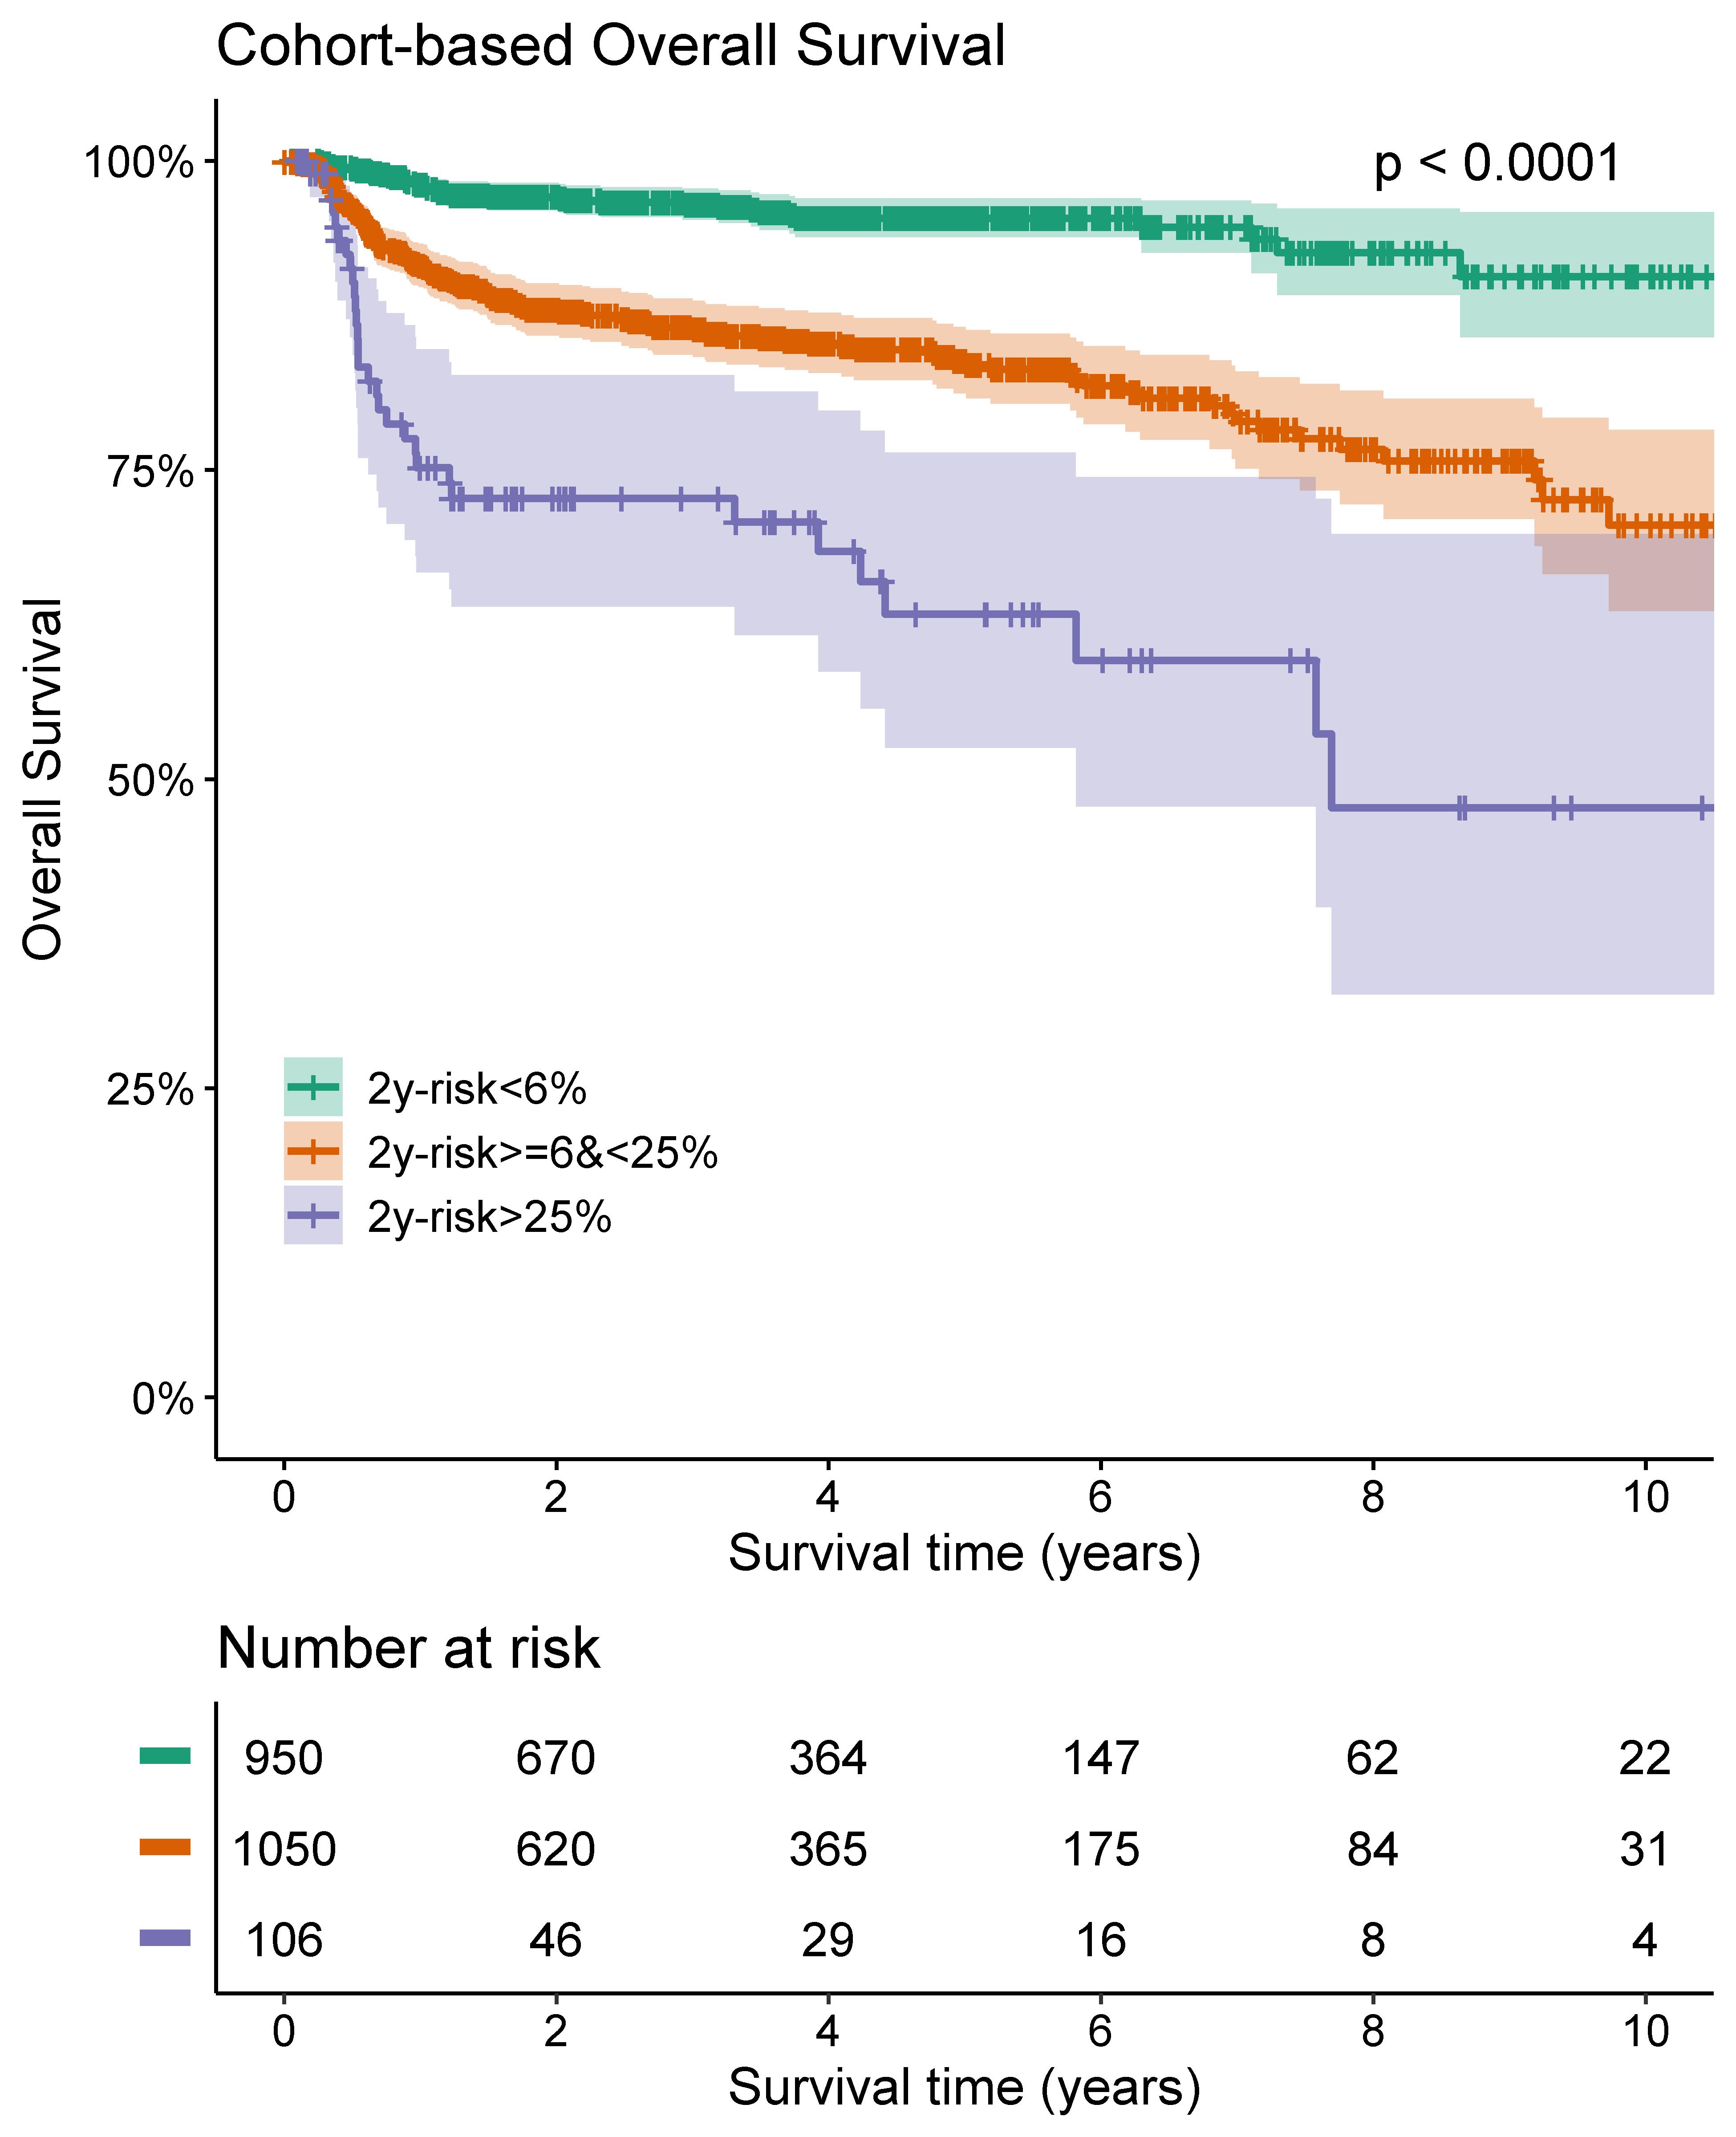 Cohort-based Overall Survival
p < 0.0001
100%
75%
50%
25%
0%
Overall Survival
2y-risk<6%
2y-risk>=6&<25%
2y-risk>25%
0 2 4 6 8 10
Survival time (years)
Number at risk
950 670 364 147 62 22
1050 620 365 175 84 31
106 46 29 16 8 4
0 2 4 6 8 10
Survival time (years)